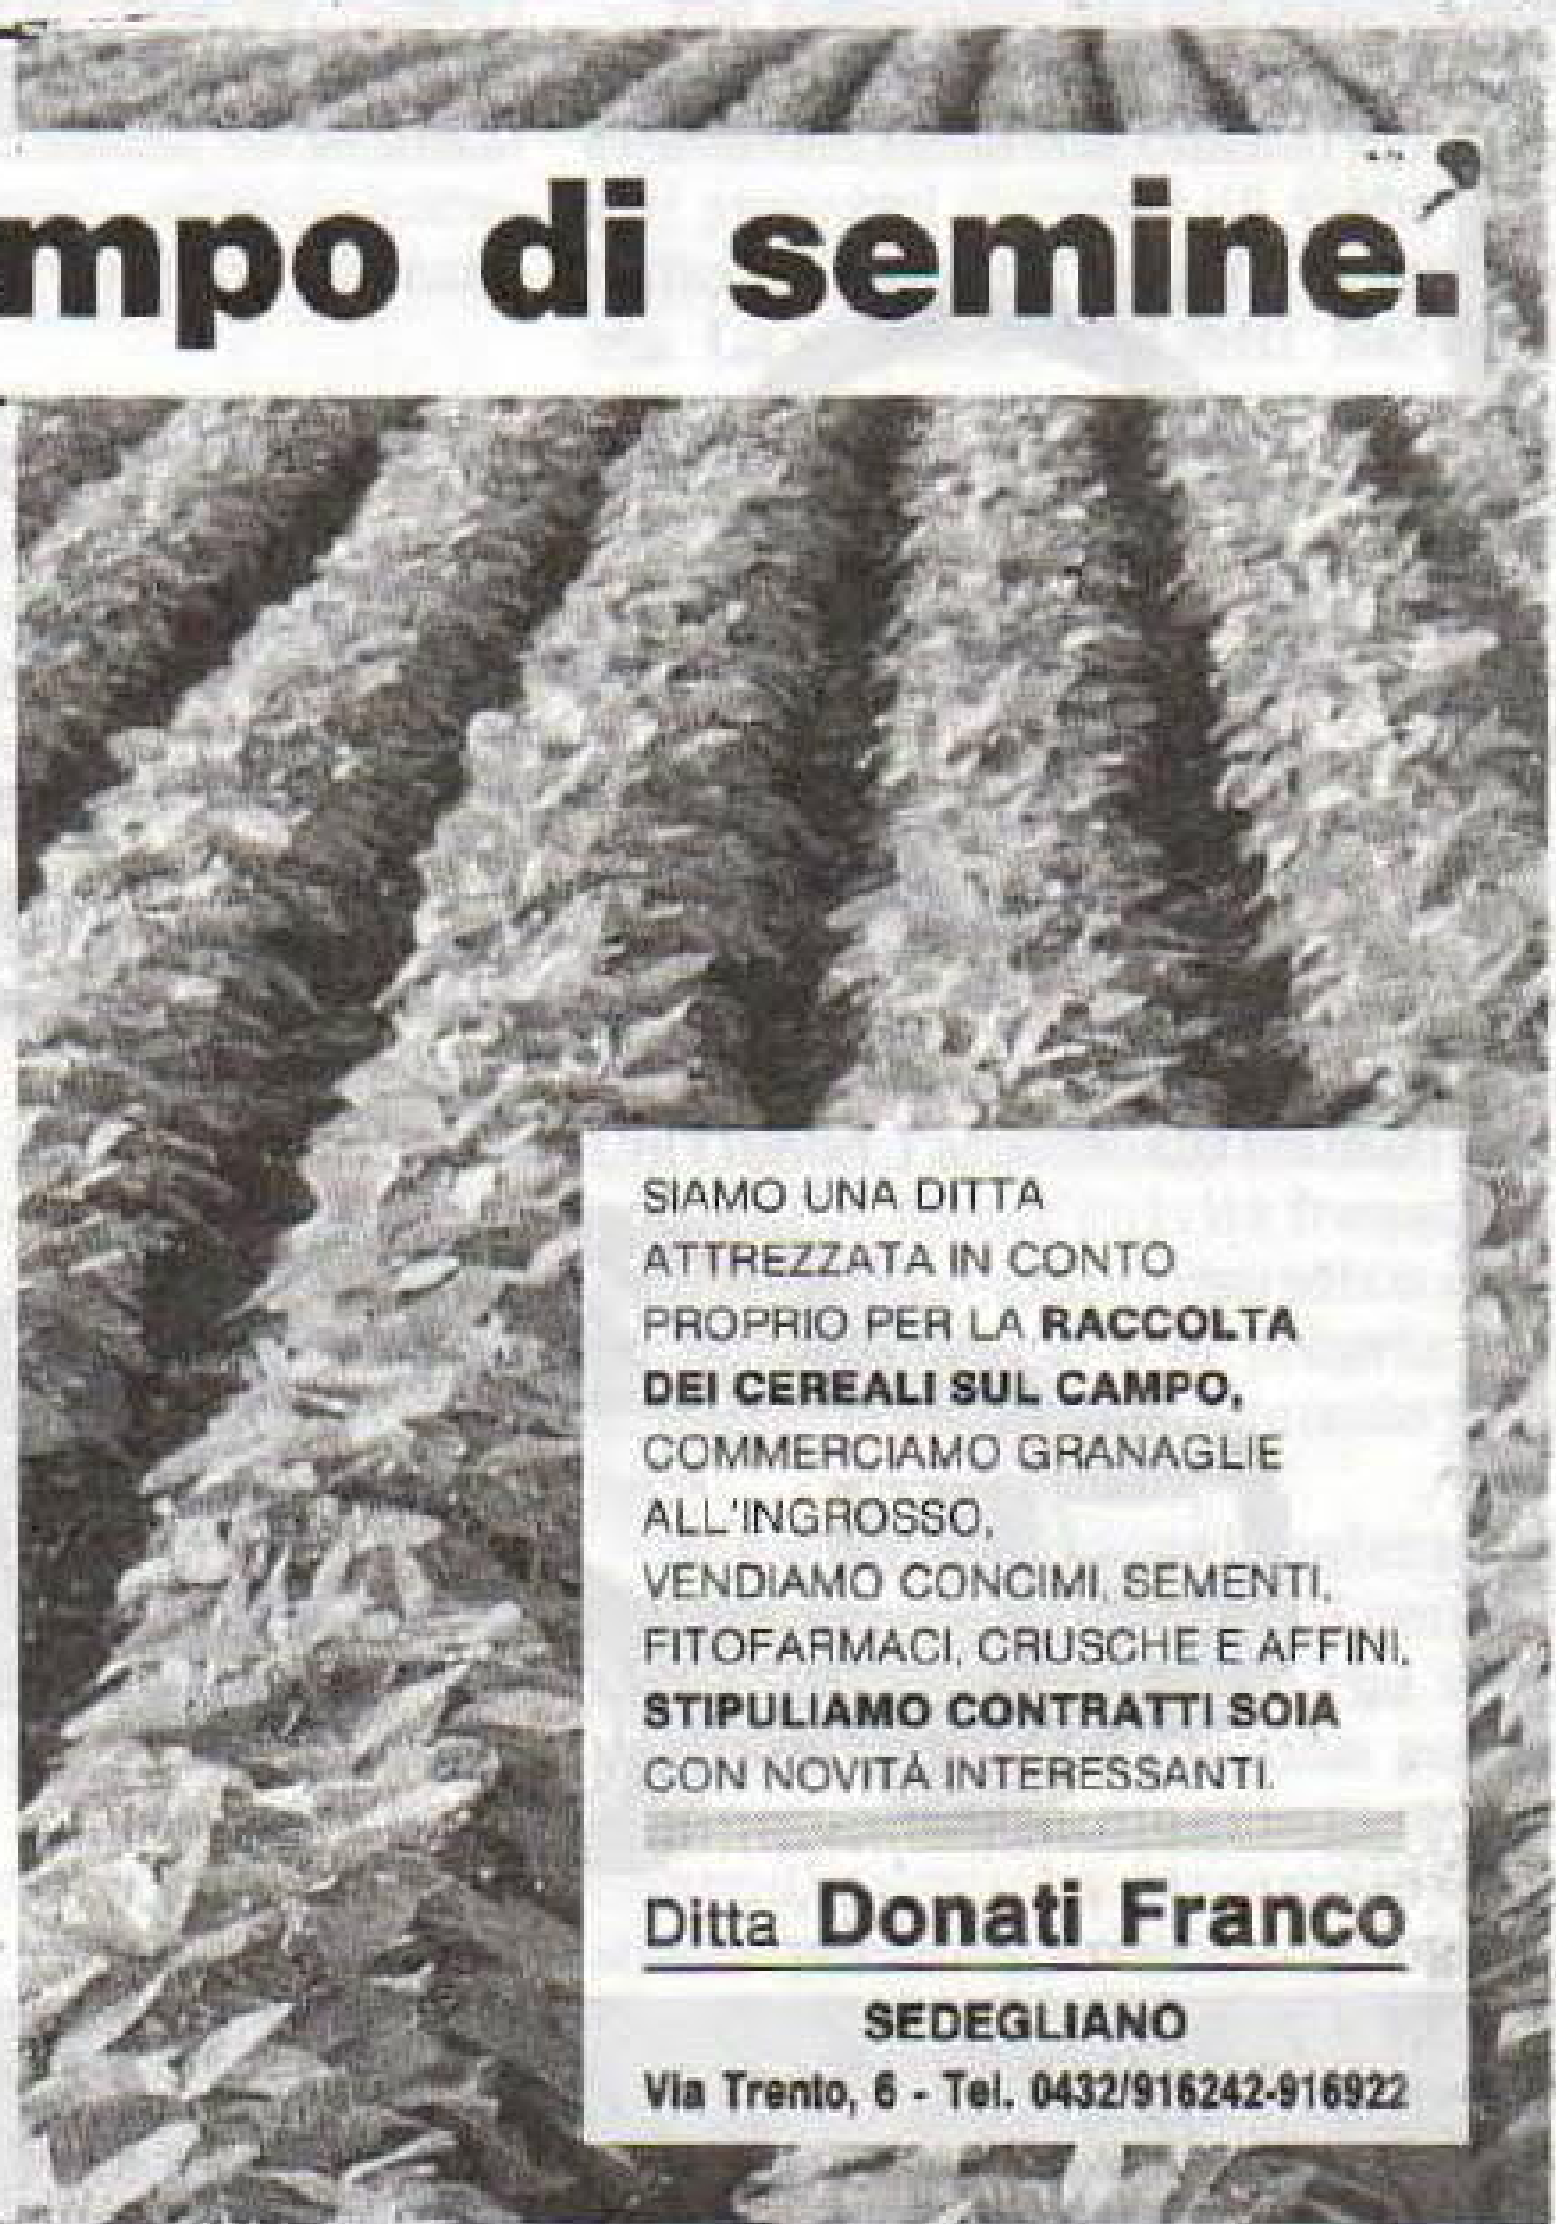 mpo di semine.
SIAMO UNA DITTA
ATTREZZATA IN CONTO
PROPRIO PER LA RACCOLTA
DEI CEREALI SUL CAMPO,
COMMERCIAMO GRANAGLIE
ALL'INGROSSO,
VENDIAMO CONCIMI, SEMENTI,
FITOFARMACI, CRUSCHE E AFFINI,
STIPULIAMO CONTRATTI SOIA
CON NOVITÀ INTERESSANTI.
Ditta Donati Franco
SEDEGLIANO
Via Trento, 6 - Tel. 0432/916242-916922